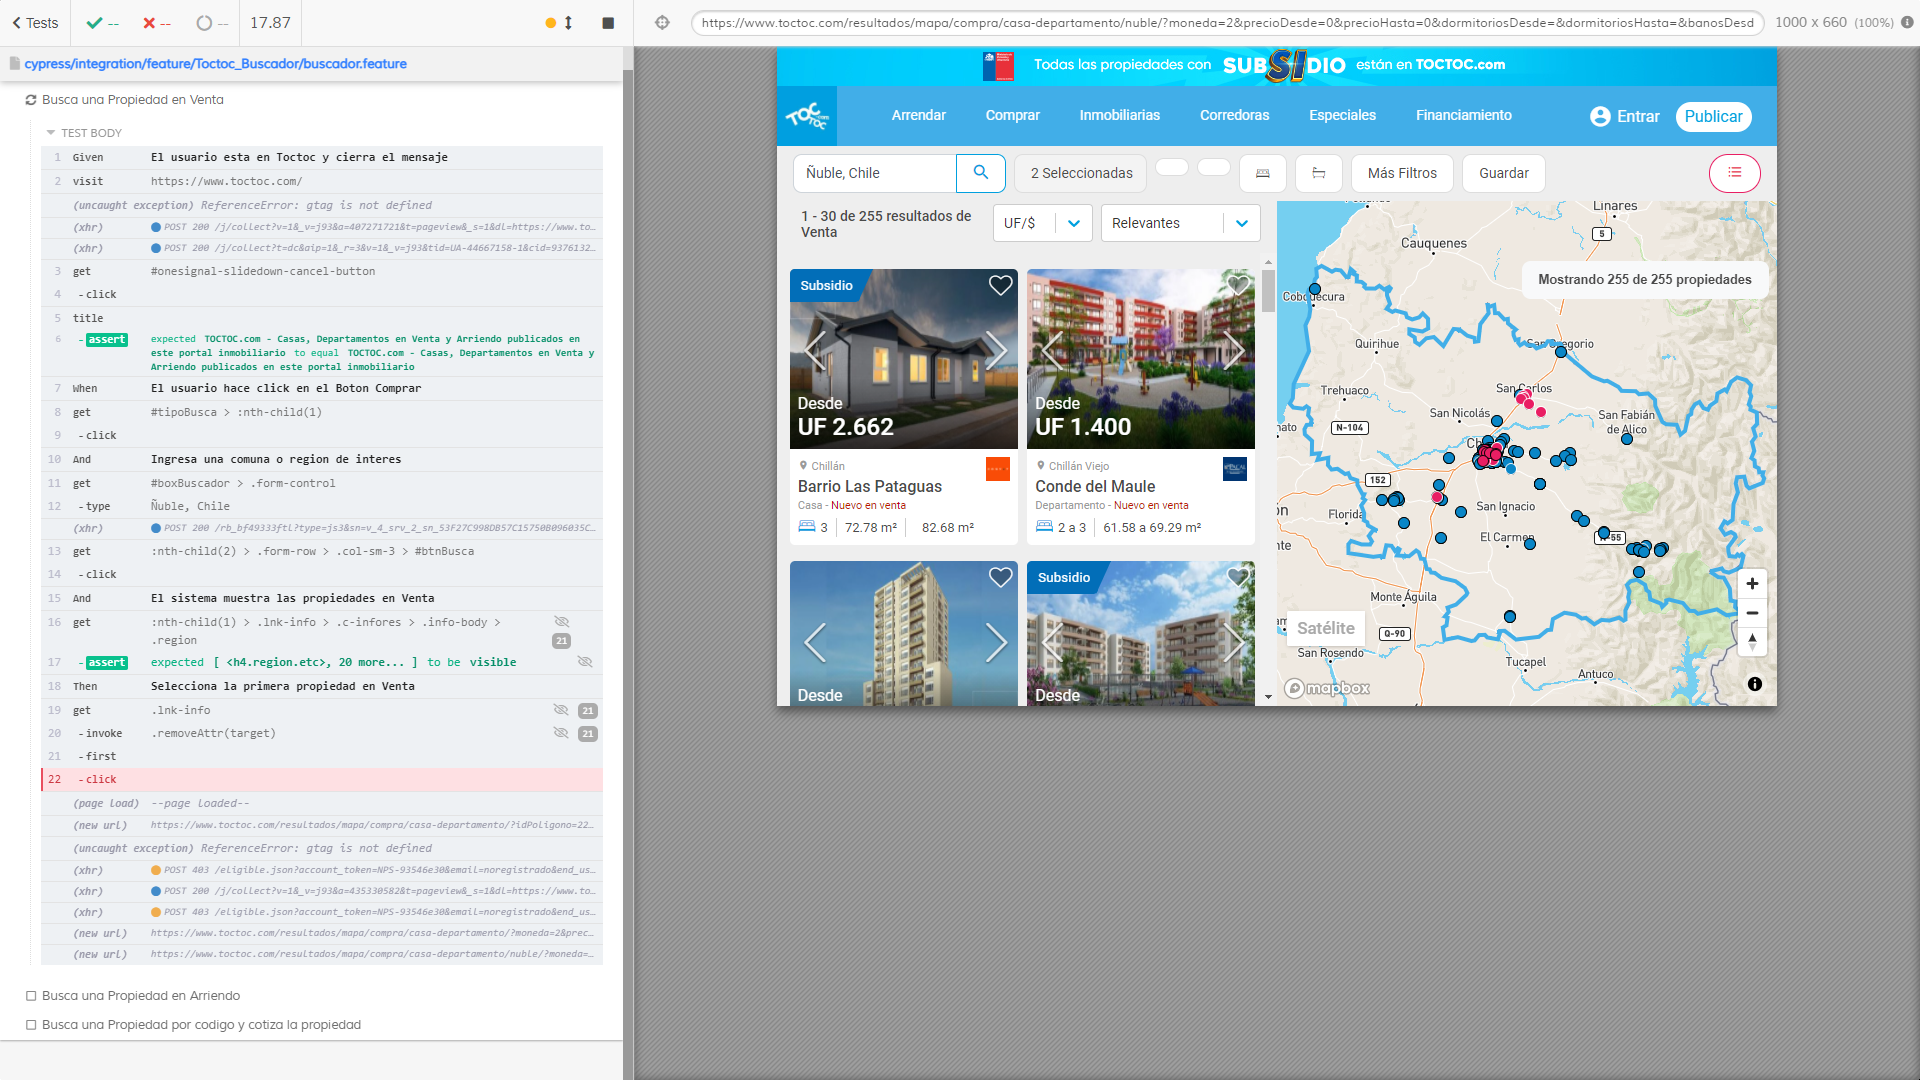 Tests
--
--
--
17.87
https://www.toctoc.com/resultados/mapa/compra/casa-departamento/nuble/?moneda=2&precioDesde=0&precioHasta=0&dormitoriosDesde=&dormitoriosHasta=&banosDesd
1000 x 660 (100%)
cypress/integration/feature/Toctoc_Buscador/buscador.feature
Busca una Propiedad en Venta
TEST BODY
1 Given El usuario esta en Toctoc y cierra el mensaje
2 visit https://www.toctoc.com/
(uncaught exception) ReferenceError: gtag is not defined
(xhr) POST 200 /j/collect?v=1&_v=j93&a=407271721&t=pageview&_s=1&dl=https://www.to...
(xhr) POST 200 /j/collect?t=dc&aip=1&_r=3&v=1&_v=j93&tid=UA-44667158-1&cid=9376132...
3 get #onesignal-slidedown-cancel-button
4 -click
5 title
6 -assert expected TOCTOC.com - Casas, Departamentos en Venta y Arriendo publicados en
este portal inmobiliario to equal TOCTOC.com - Casas, Departamentos en Venta y
Arriendo publicados en este portal inmobiliario
7 When El usuario hace click en el Boton Comprar
8 get #tipoBusca > :nth-child(1)
9 -click
10 And Ingresa una comuna o region de interes
11 get #boxBuscador > .form-control
12 -type Ñuble, Chile
(xhr) POST 200 /rb_bf49333ftl?type=js3&sn=v_4_srv_2_sn_53F27C998DB57C15750B096035C...
13 get :nth-child(2) > .form-row > .col-sm-3 > #btnBusca
14 -click
15 And El sistema muestra las propiedades en Venta
16 get :nth-child(1) > .lnk-info > .c-infores > .info-body >
.region 21
17 -assert expected [ <h4.region.etc>, 20 more... ] to be visible
18 Then Selecciona la primera propiedad en Venta
19 get .lnk-info 21
20 -invoke .removeAttr(target) 21
21 -first
22 -click
(page load) --page loaded--
(new url) https://www.toctoc.com/resultados/mapa/compra/casa-departamento/?idPoligono=22...
(uncaught exception) ReferenceError: gtag is not defined
(xhr) POST 403 /eligible.json?account_token=NPS-93546e30&email=noregistrado&end_us...
(xhr) POST 200 /j/collect?v=1&_v=j93&a=435330582&t=pageview&_s=1&dl=https://www.to...
(xhr) POST 403 /eligible.json?account_token=NPS-93546e30&email=noregistrado&end_us...
(new url) https://www.toctoc.com/resultados/mapa/compra/casa-departamento/?moneda=2&prec...
(new url) https://www.toctoc.com/resultados/mapa/compra/casa-departamento/nuble/?moneda=...
Busca una Propiedad en Arriendo
Busca una Propiedad por codigo y cotiza la propiedad
Todas las propiedades con SUBSIDIO están en TOCTOC.com
TOC TOC .com
Arrendar Comprar Inmobiliarias Corredoras Especiales Financiamiento Entrar Publicar
Ñuble, Chile
2 Seleccionadas
Más Filtros
Guardar
1 - 30 de 255 resultados de
Venta
UF/$
Relevantes
Subsidio
Desde
UF 2.662
Chillán
Barrio Las Pataguas
Casa - Nuevo en venta
3 72.78 m² 82.68 m²
Desde
UF 1.400
Chillán Viejo
Conde del Maule
Departamento - Nuevo en venta
2 a 3 61.58 a 69.29 m²
Desde
Subsidio
Desde
Linares
5
Cauquenes
Mostrando 255 de 255 propiedades
Cobquecura
Quirihue
San Gregorio
Trehuaco
San Carlos
San Nicolás
San Fabián
de Alico
N-104
152
Florida
San Ignacio
El Carmen
N-55
Monte Águila
Satélite
Q-90
San Rosendo
Tucapel
Antuco
mapbox